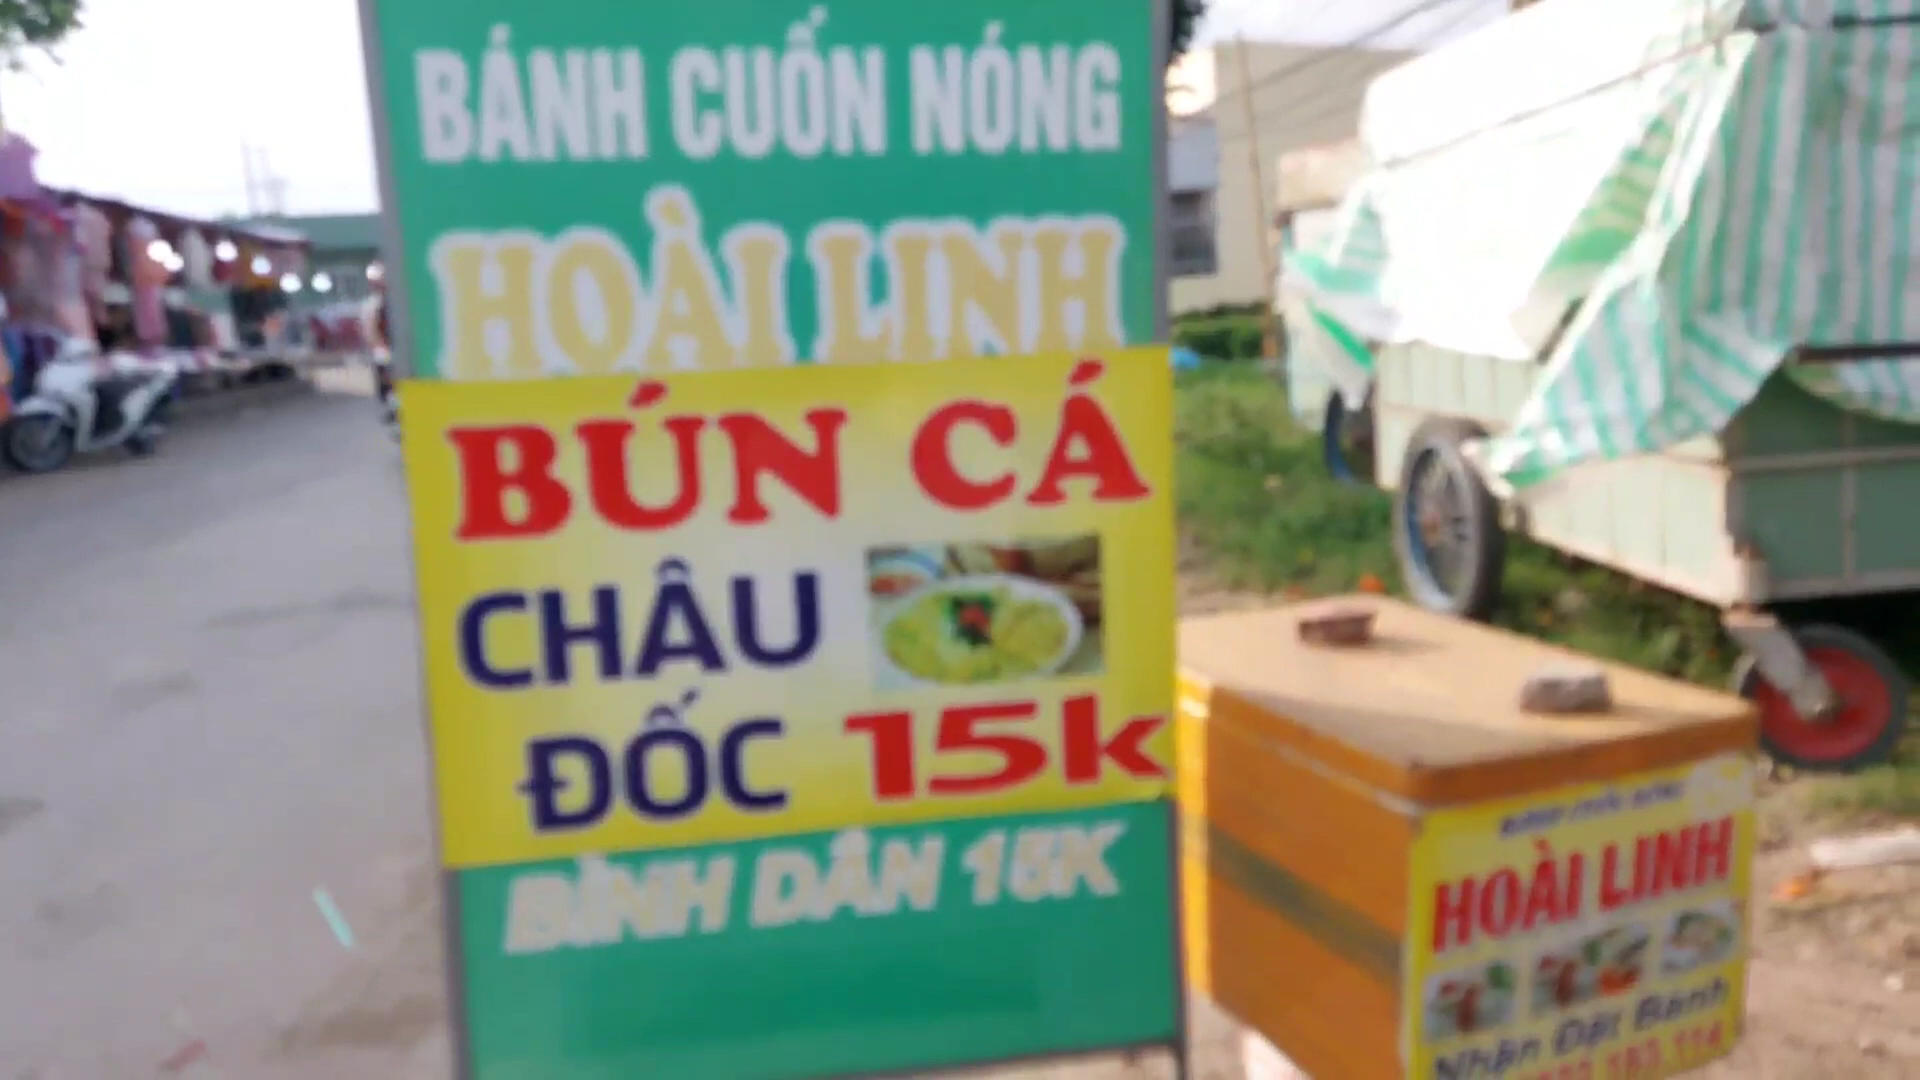 BÁNH CUỐN NÓNG
HOÀI LINH
BÚN CÁ
CHÂU
ĐỐC 15k
BÌNH DÂN 15K
HOÀI LINH
Nhận Đặt Bánh